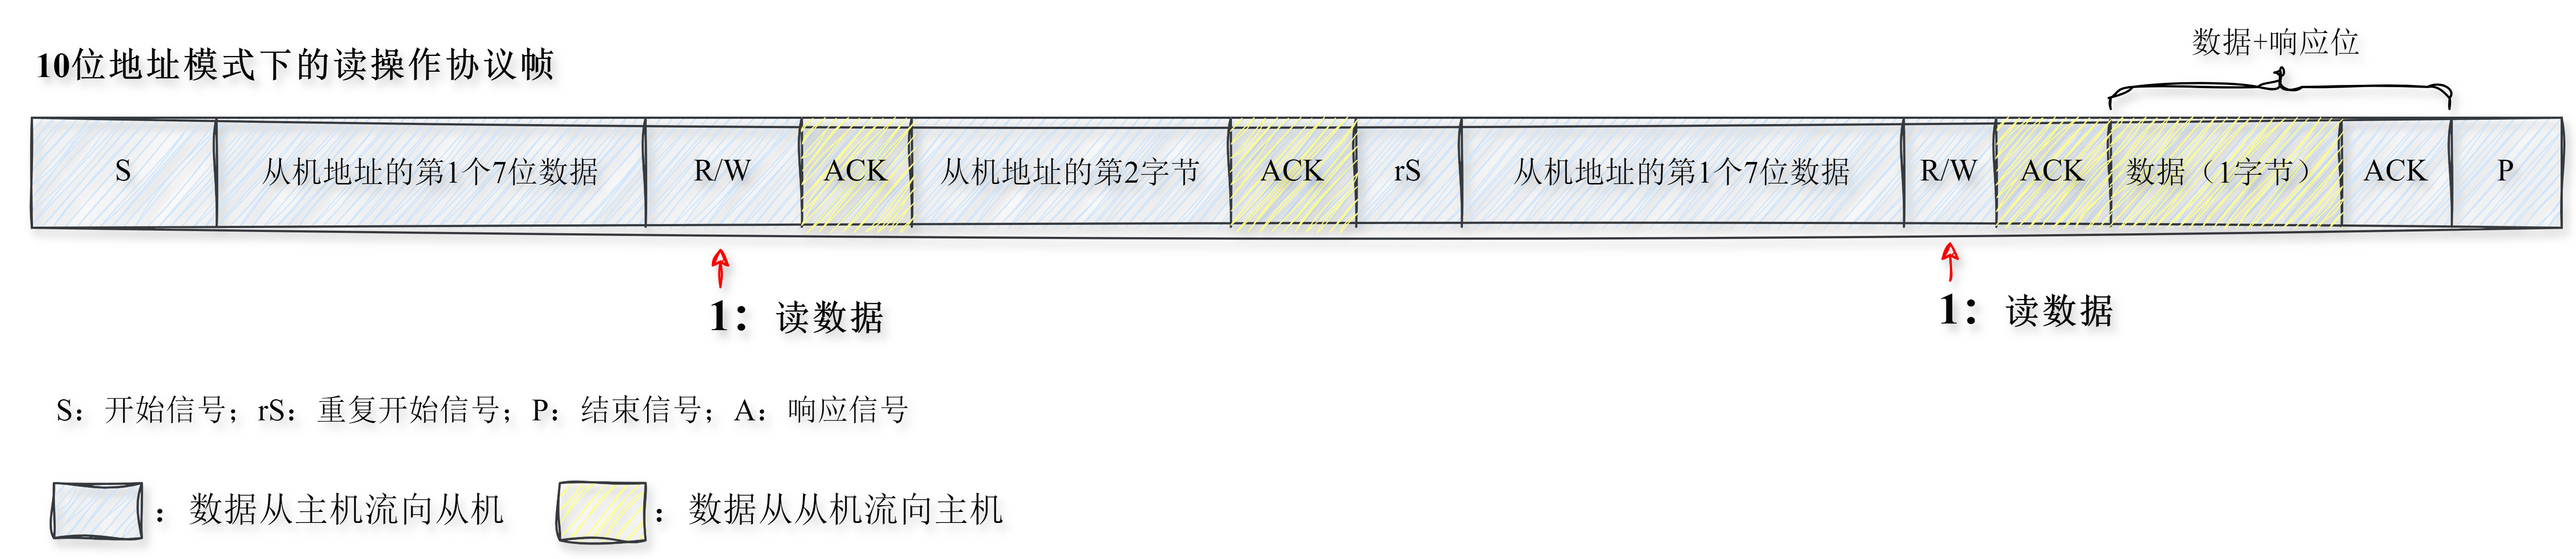 数据+响应位
10位地址模式下的读操作协议帧
S 从机地址的第1个7位数据 R/W ACK 从机地址的第2字节 ACK rS 从机地址的第1个7位数据 R/W ACK 数据（1字节） ACK P
1：读数据 1：读数据
S：开始信号；rS：重复开始信号；P：结束信号；A：响应信号
：数据从主机流向从机 ：数据从从机流向主机